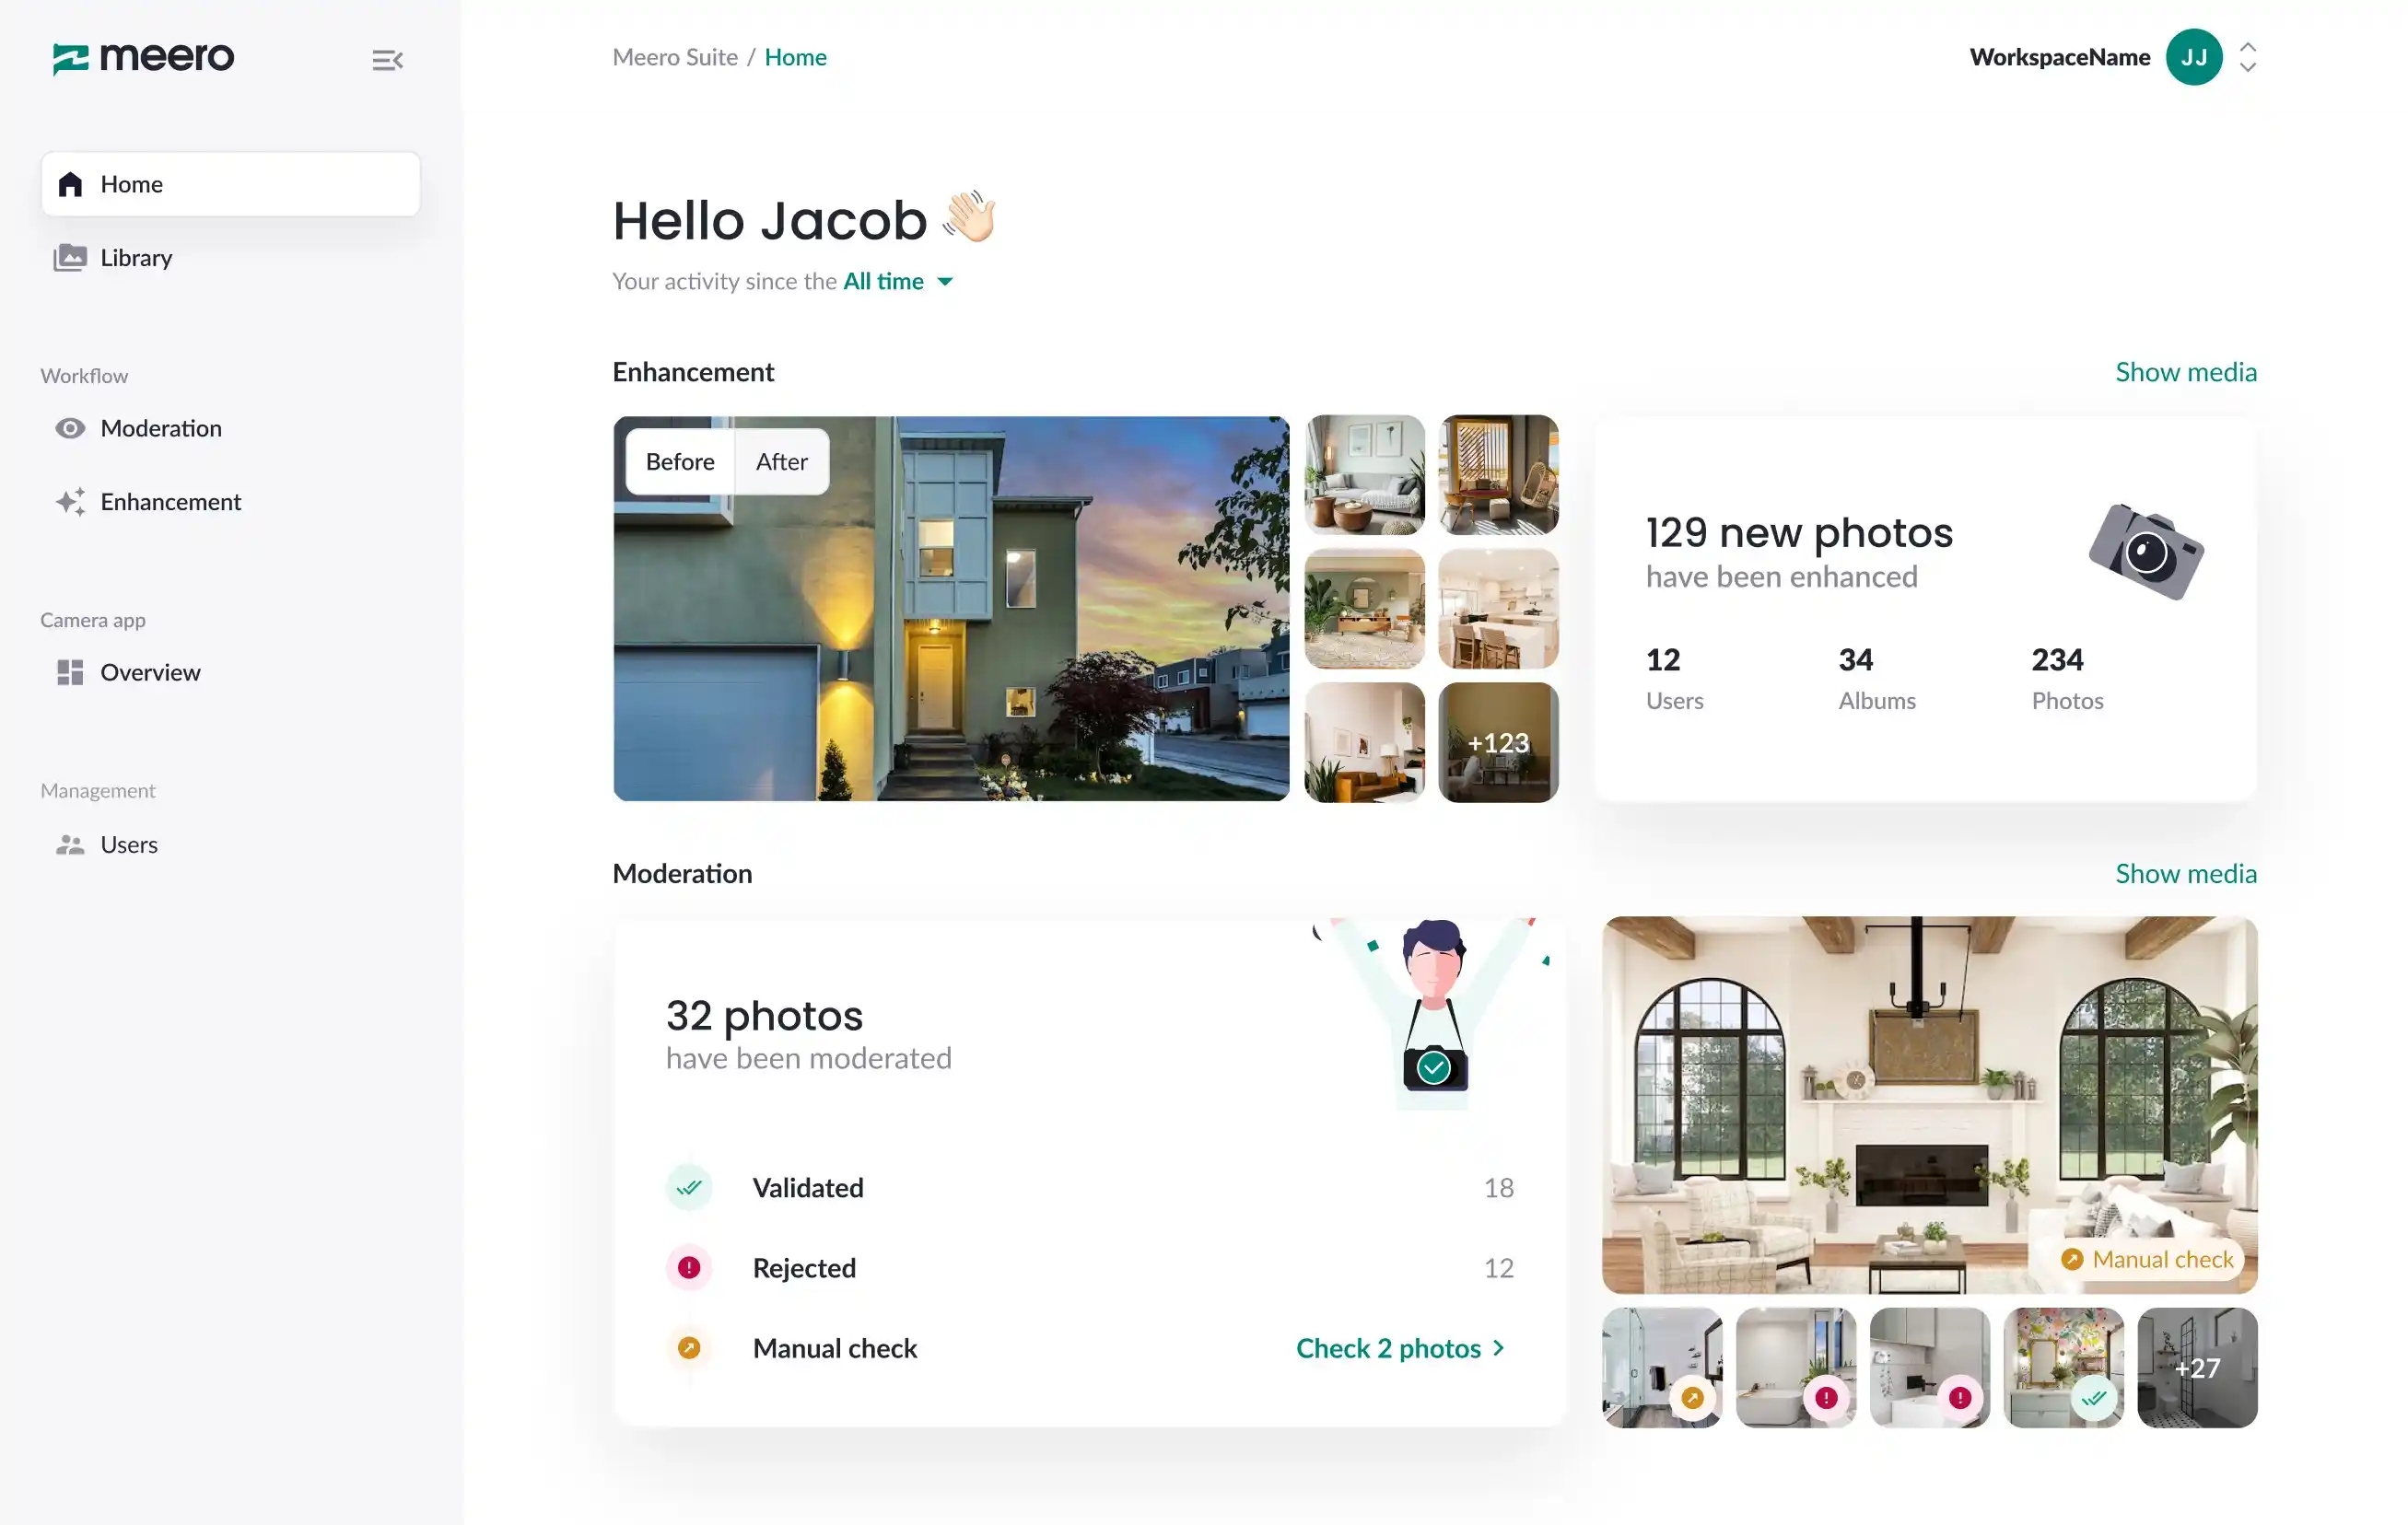 meero
Home
Library
Workflow
Moderation
Enhancement
Camera app
Overview
Management
Users
Meero Suite / Home
WorkspaceName JJ
Hello Jacob 👋🏻
Your activity since the All time
Enhancement
Show media
Before After
+123
129 new photos
have been enhanced
12 34 234
Users Albums Photos
Moderation
Show media
32 photos
have been moderated
Validated 18
Rejected 12
Manual check Check 2 photos
Manual check
+27